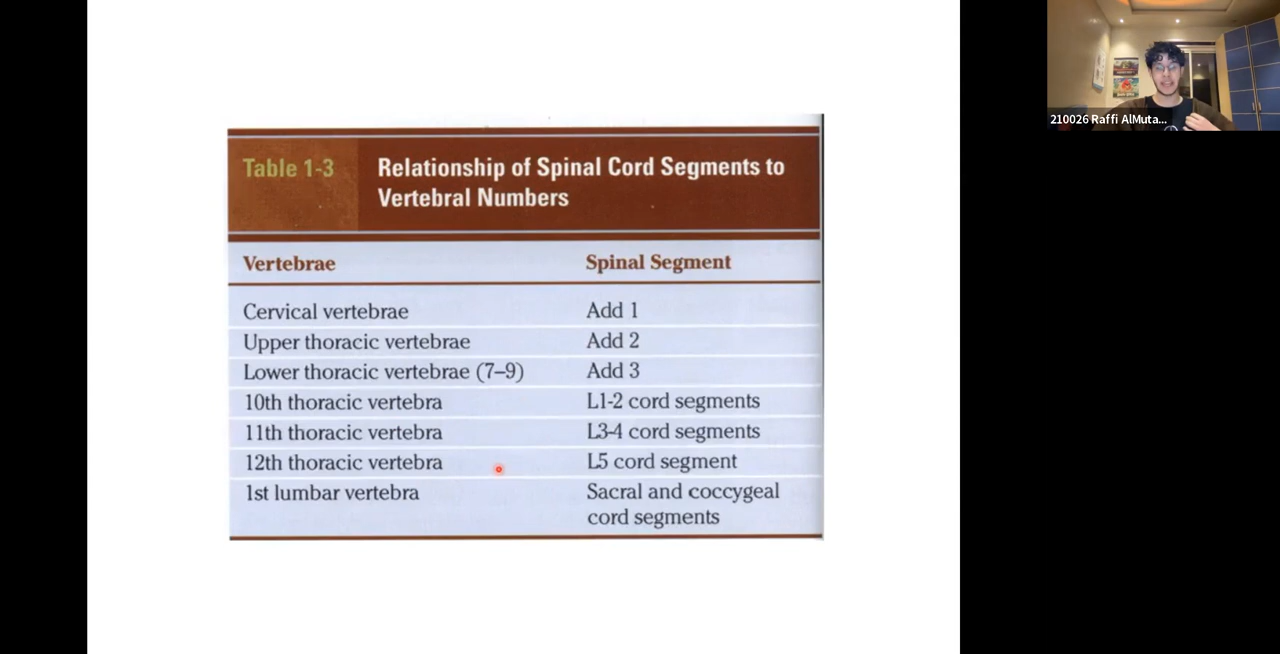 Table 1-3
Relationship of Spinal Cord Segments to
Vertebral Numbers
Vertebrae Spinal Segment
Cervical vertebrae Add 1
Upper thoracic vertebrae Add 2
Lower thoracic vertebrae (7–9) Add 3
10th thoracic vertebra L1-2 cord segments
11th thoracic vertebra L3-4 cord segments
12th thoracic vertebra L5 cord segment
1st lumbar vertebra Sacral and coccygeal
cord segments
210026 Raffi AlMuta...